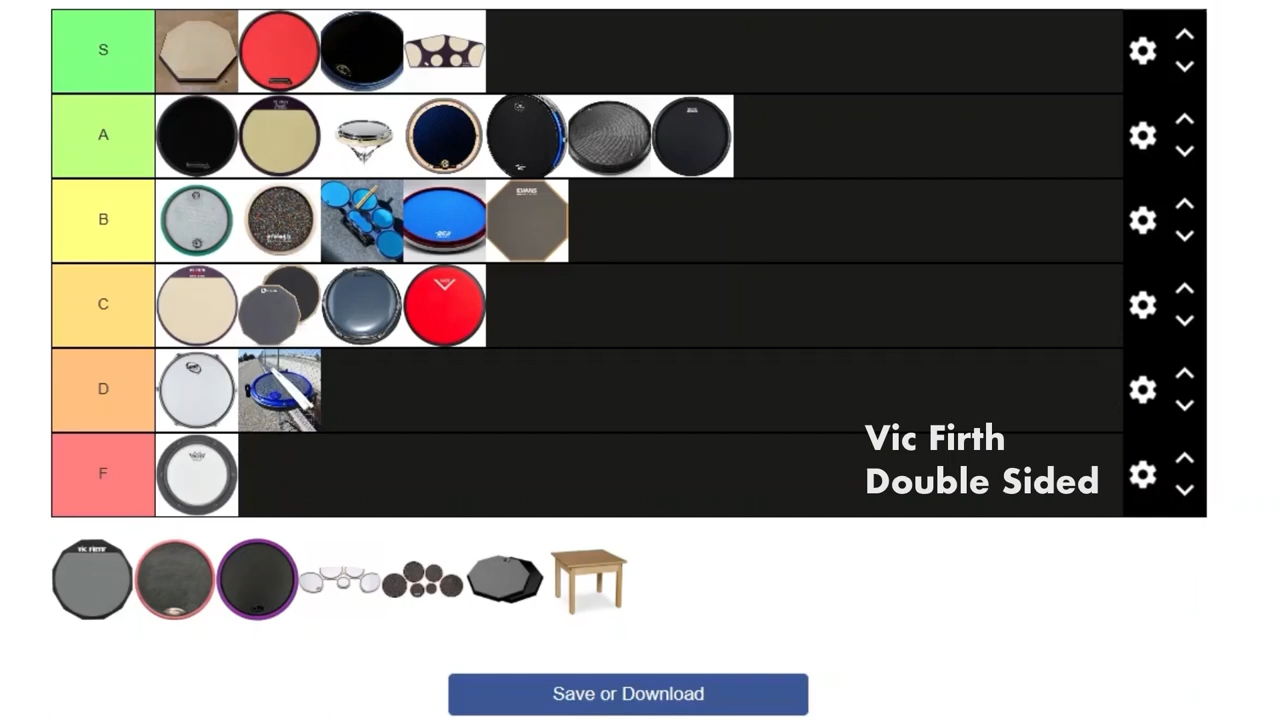 S
A
B
EVANS
C
D
F
Vic Firth
Double Sided
VIC FIRTH
Save or Download